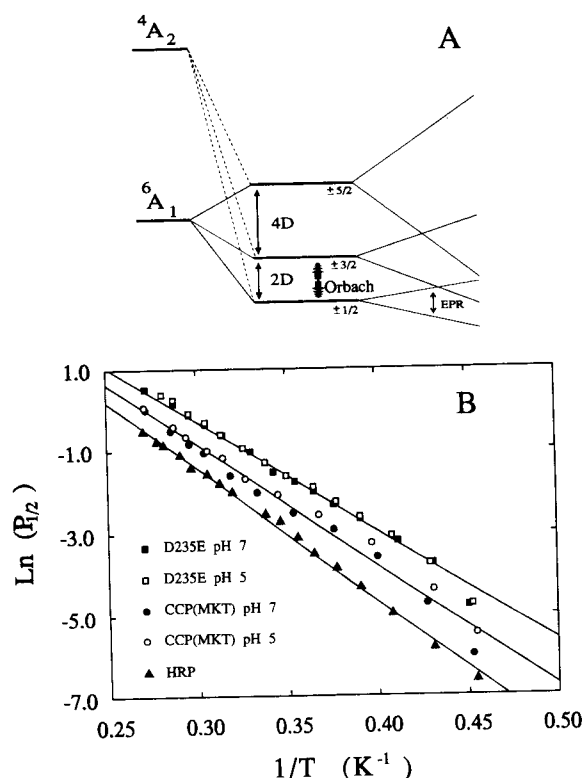 A
⁴A₂
⁶A₁
± 5/2
4D
± 3/2
2D
Orbach
± 1/2
EPR
B
Ln (P₁/₂)
1.0
-1.0
-3.0
-5.0
-7.0
D235E pH 7
D235E pH 5
CCP(MKT) pH 7
CCP(MKT) pH 5
HRP
0.25
0.30
0.35
0.40
0.45
0.50
1/T (K⁻¹)